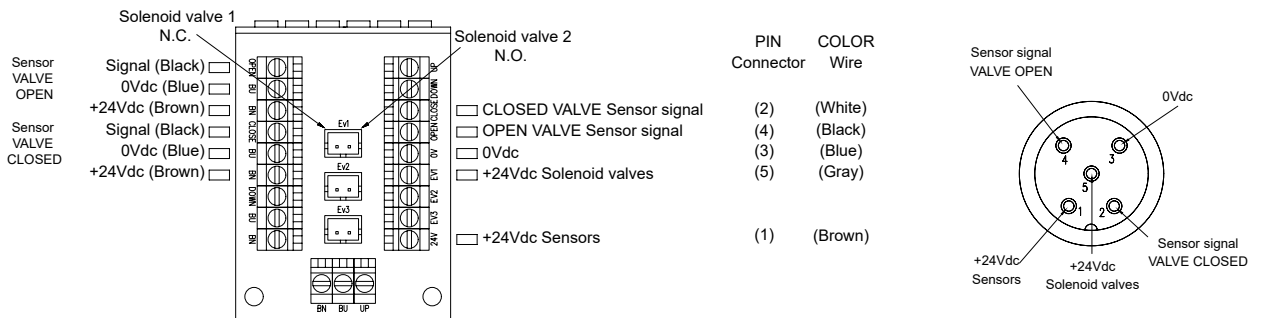 Solenoid valve 1
N.C.
Solenoid valve 2
N.O.
Sensor
VALVE
OPEN
Signal (Black)
0Vdc (Blue)
+24Vdc (Brown)
Sensor
VALVE
CLOSED
Signal (Black)
0Vdc (Blue)
+24Vdc (Brown)
OPEN
BU
BN
CLOSE
BU
BN
DOWN
BU
BN
Ev1
Ev2
Ev3
UP
DOWN
CLOSE
OPEN
0V
EV1
EV2
EV3
24V
BN BU UP
PIN COLOR
Connector Wire
CLOSED VALVE Sensor signal (2) (White)
OPEN VALVE Sensor signal (4) (Black)
0Vdc (3) (Blue)
+24Vdc Solenoid valves (5) (Gray)
+24Vdc Sensors (1) (Brown)
Sensor signal
VALVE OPEN
0Vdc
4
3
5
1
2
+24Vdc
Sensors
+24Vdc
Solenoid valves
Sensor signal
VALVE CLOSED